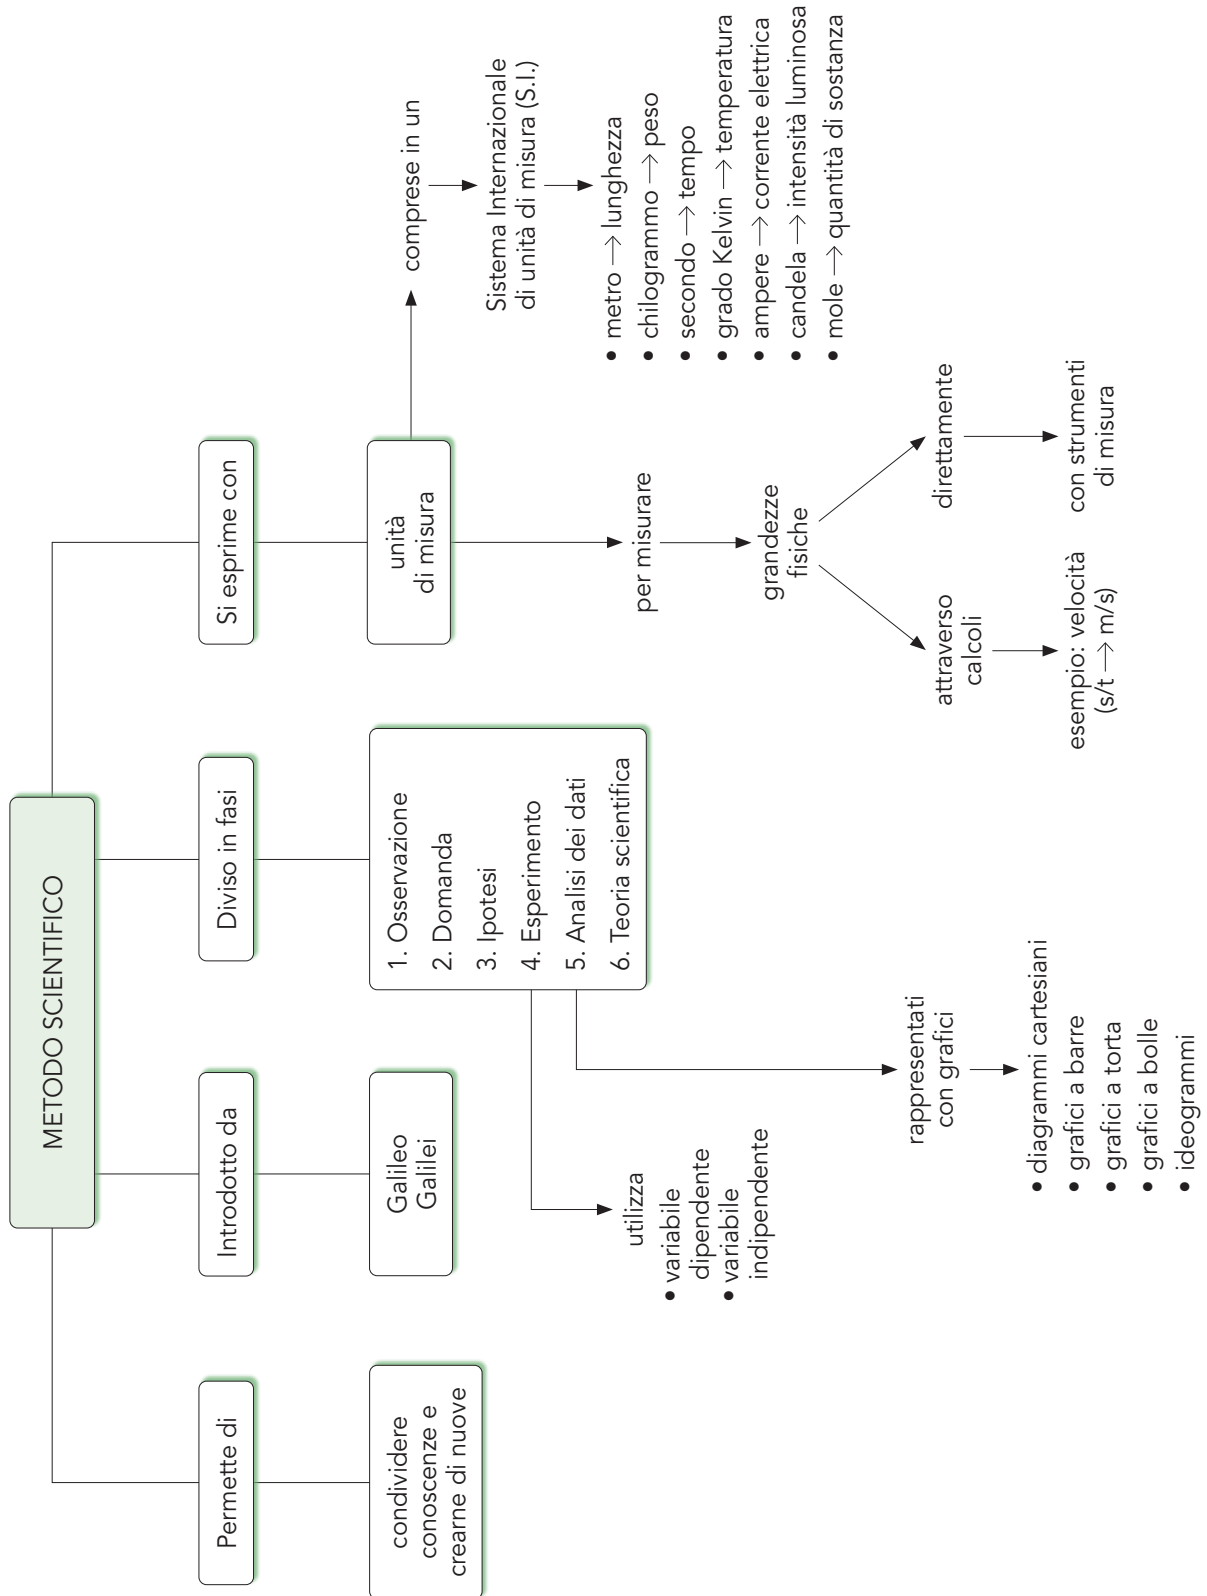 METODO SCIENTIFICO
Permette di
condividere
conoscenze e
crearne di nuove
Introdotto da
Galileo
Galilei
Diviso in fasi
1. Osservazione
2. Domanda
3. Ipotesi
4. Esperimento
5. Analisi dei dati
6. Teoria scientifica
utilizza
• variabile
dipendente
• variabile
indipendente
rappresentati
con grafici
• diagrammi cartesiani
• grafici a barre
• grafici a torta
• grafici a bolle
• ideogrammi
Si esprime con
unità
di misura
per misurare
grandezze
fisiche
attraverso
calcoli
esempio: velocità
(s/t → m/s)
direttamente
con strumenti
di misura
comprese in un
Sistema Internazionale
di unità di misura (S.I.)
• metro → lunghezza
• chilogrammo → peso
• secondo → tempo
• grado Kelvin → temperatura
• ampere → corrente elettrica
• candela → intensità luminosa
• mole → quantità di sostanza